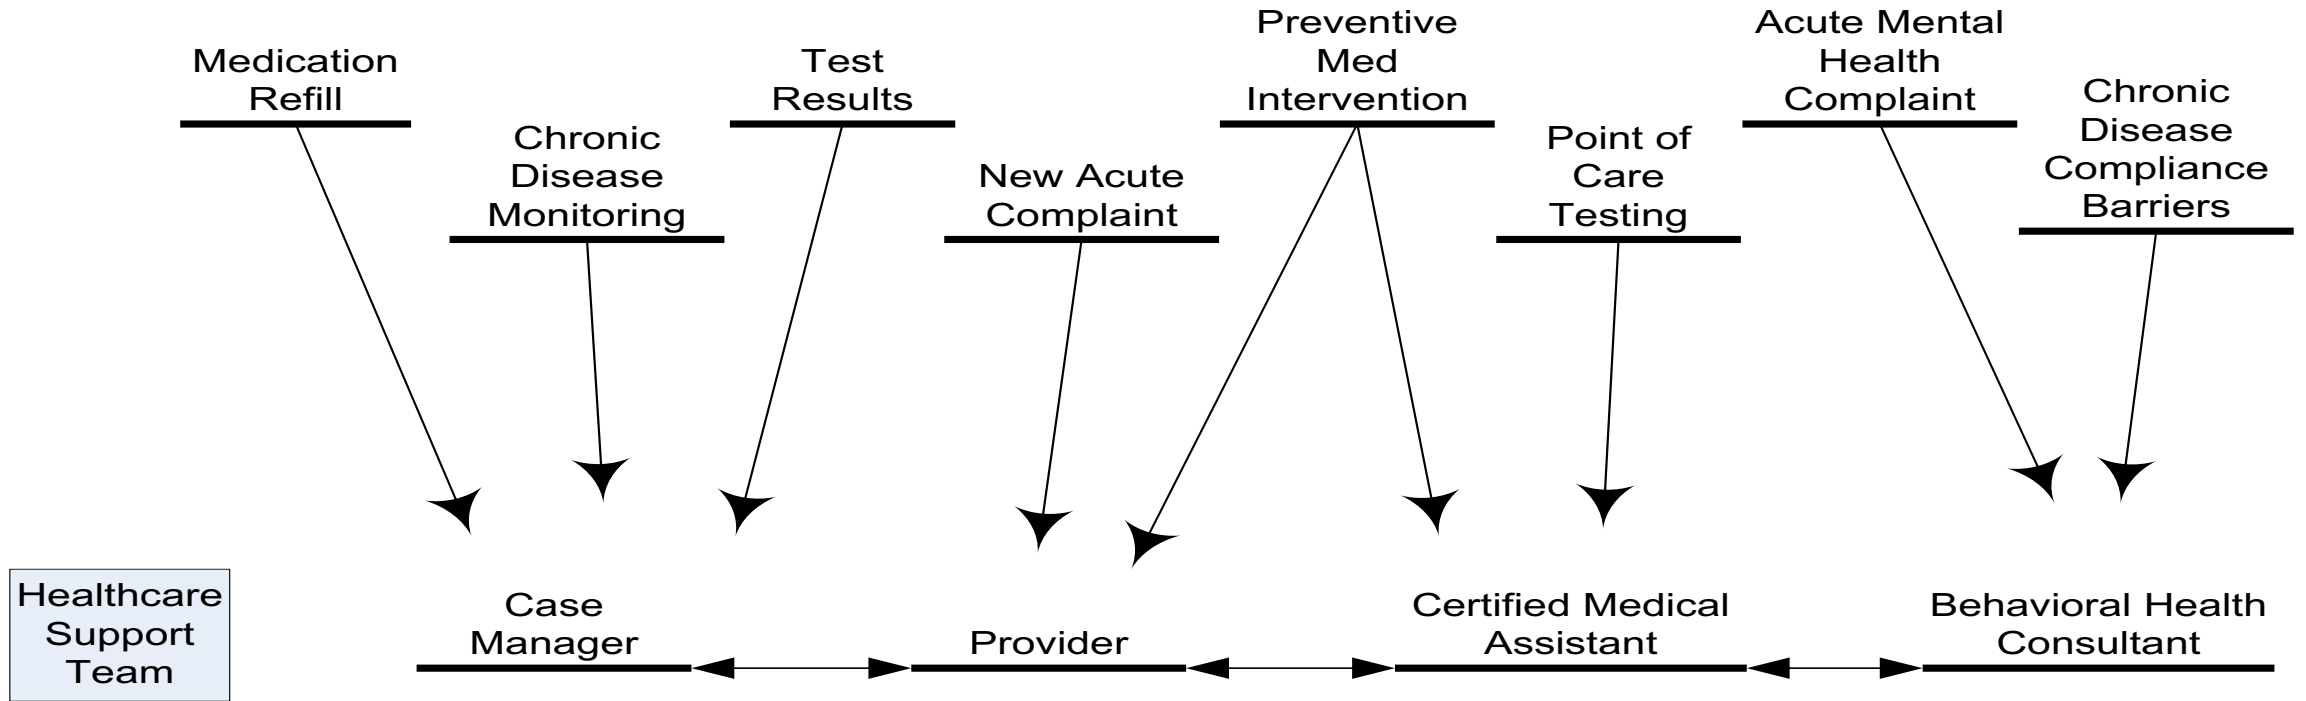 Medication
Refill
Chronic
Disease
Monitoring
Test
Results
New Acute
Complaint
Preventive
Med
Intervention
Point of
Care
Testing
Acute Mental
Health
Complaint
Chronic
Disease
Compliance
Barriers
Healthcare
Support
Team
Case
Manager
Provider
Certified Medical
Assistant
Behavioral Health
Consultant